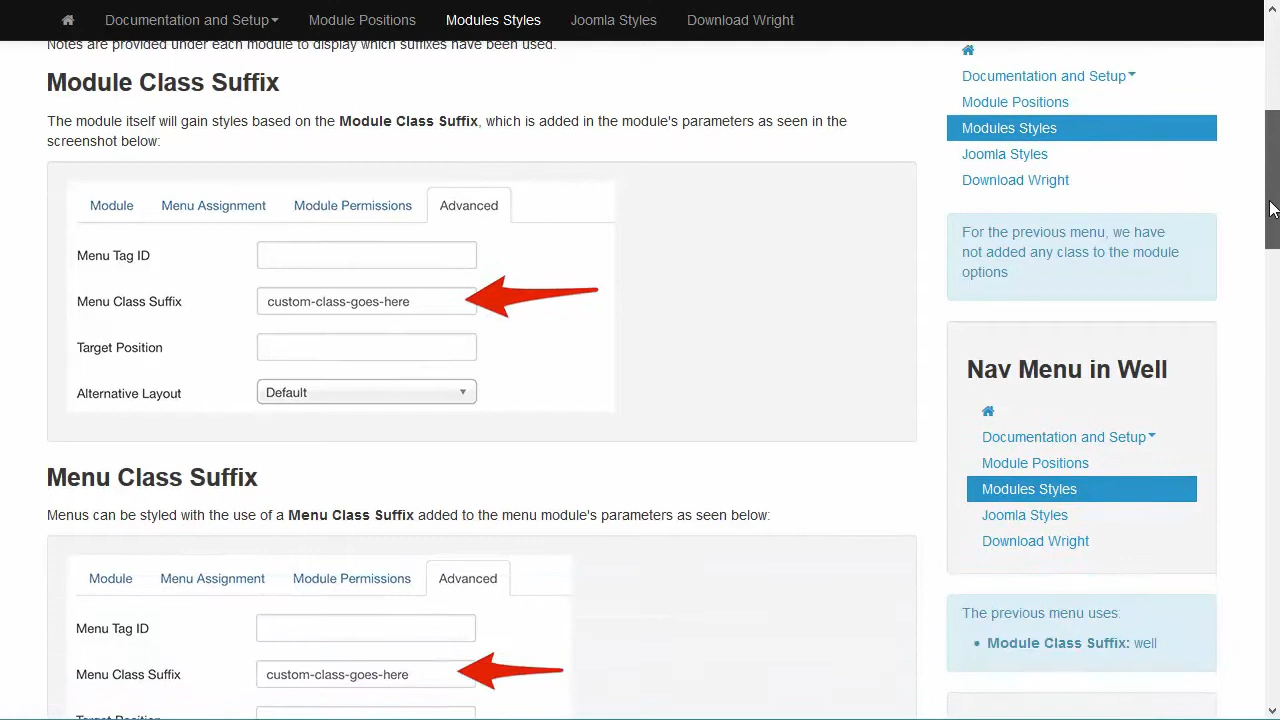 Documentation and Setup Module Positions Modules Styles Joomla Styles Download Wright
Notes are provided under each module to display which suffixes have been used.
Module Class Suffix
The module itself will gain styles based on the Module Class Suffix, which is added in the module's parameters as seen in the
screenshot below:
Module Menu Assignment Module Permissions Advanced
Menu Tag ID
Menu Class Suffix custom-class-goes-here
Target Position
Alternative Layout Default
Menu Class Suffix
Menus can be styled with the use of a Menu Class Suffix added to the menu module's parameters as seen below:
Module Menu Assignment Module Permissions Advanced
Menu Tag ID
Menu Class Suffix custom-class-goes-here
Target Position
Documentation and Setup
Module Positions
Modules Styles
Joomla Styles
Download Wright
For the previous menu, we have
not added any class to the module
options
Nav Menu in Well
Documentation and Setup
Module Positions
Modules Styles
Joomla Styles
Download Wright
The previous menu uses:
• Module Class Suffix: well